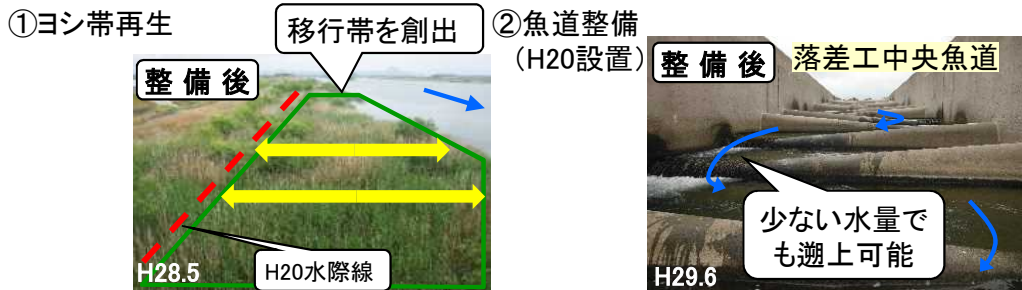 ①ヨシ帯再生
移行帯を創出
整備後
H20水際線
H28.5
②魚道整備
（H20設置）
整備後
落差工中央魚道
少ない水量で
も遡上可能
H29.6